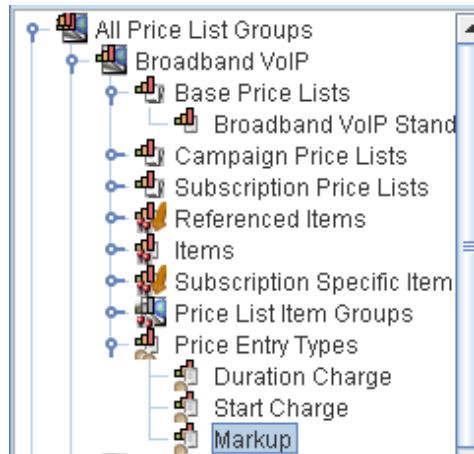 All Price List Groups
Broadband VoIP
Base Price Lists
Broadband VoIP Stand
Campaign Price Lists
Subscription Price Lists
Referenced Items
Items
Subscription Specific Item
Price List Item Groups
Price Entry Types
Duration Charge
Start Charge
Markup